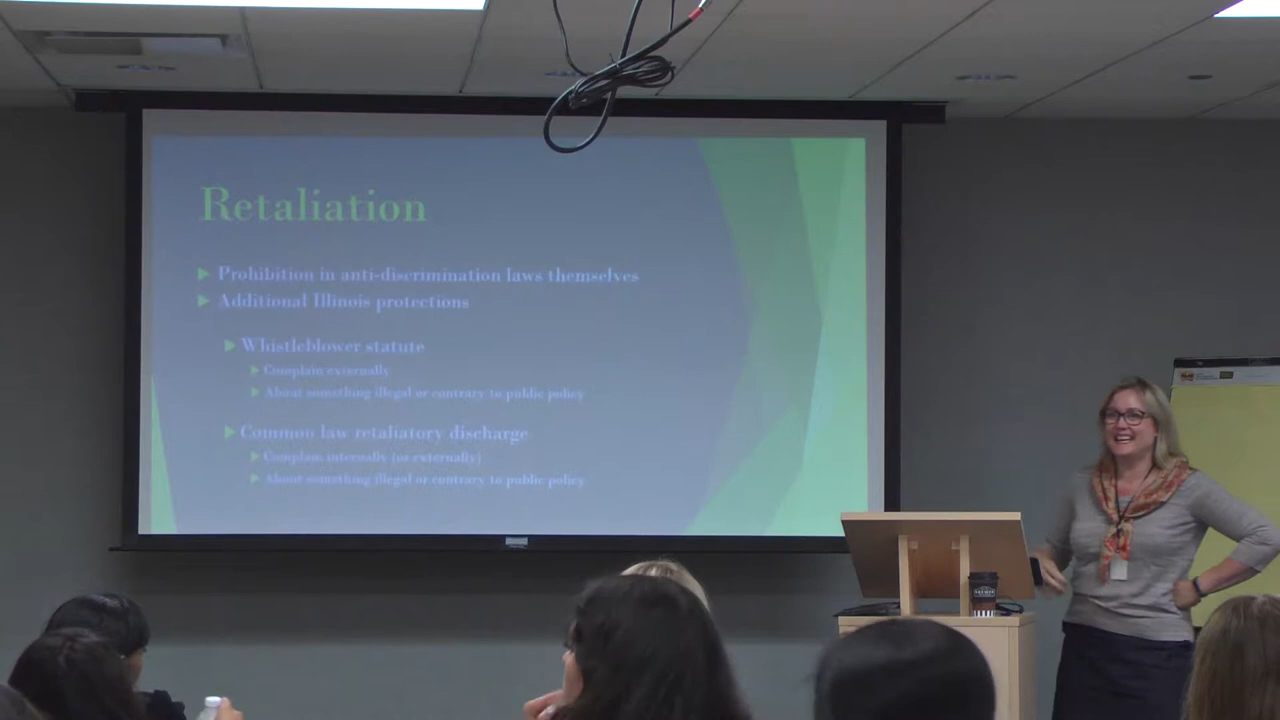 Retaliation
Prohibition in anti-discrimination laws themselves
Additional Illinois protections
Whistleblower statute
Complain externally
About something illegal or contrary to public policy
Common law retaliatory discharge
Complain internally (or externally)
About something illegal or contrary to public policy